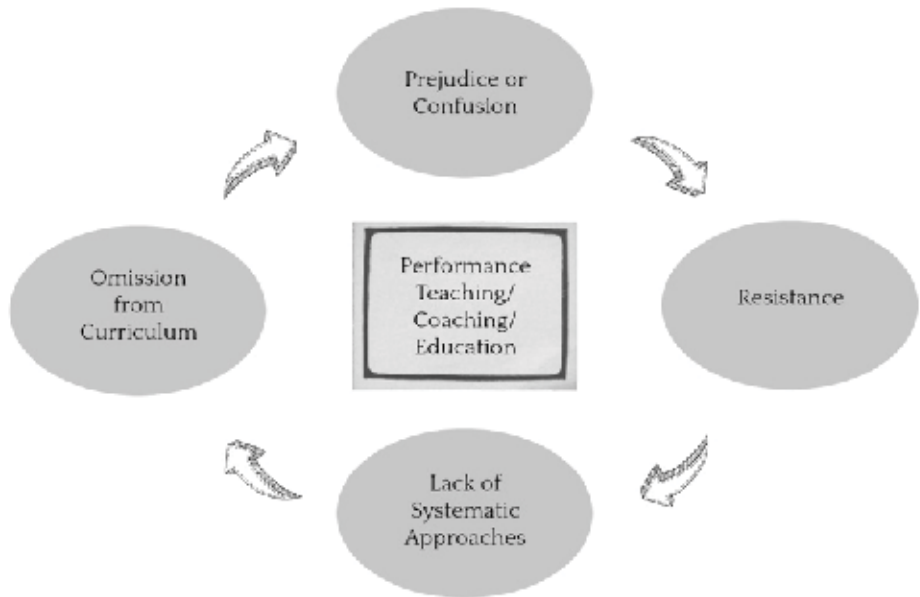 Prejudice or
Confusion
Resistance
Lack of
Systematic
Approaches
Omission
from
Curriculum
Performance
Teaching/
Coaching/
Education